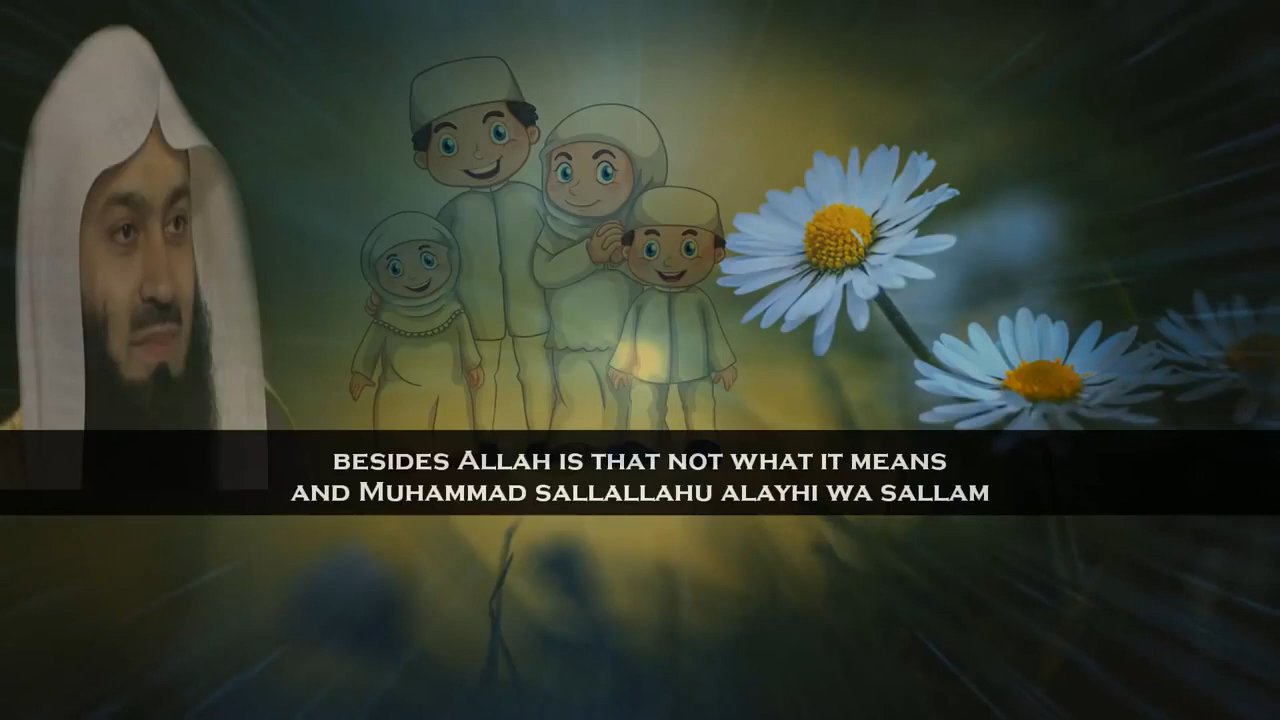 BESIDES ALLAH IS THAT NOT WHAT IT MEANS
AND MUHAMMAD SALLALLAHU ALAYHI WA SALLAM